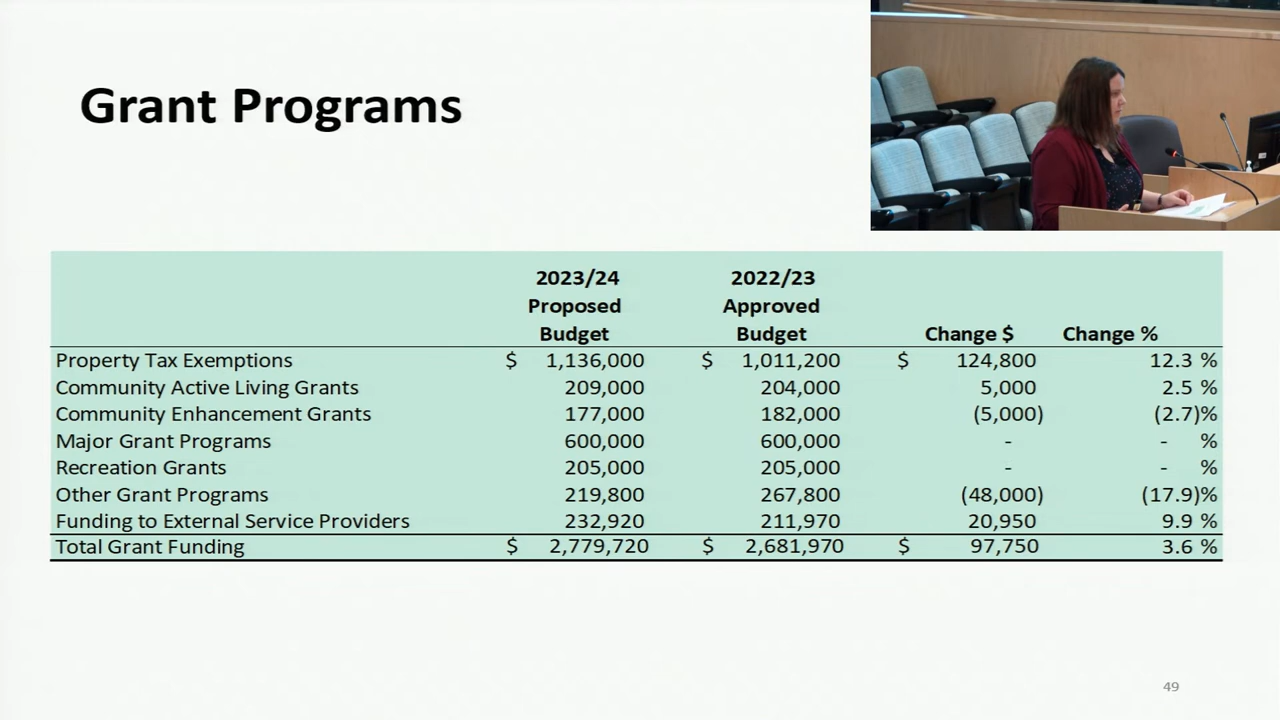 Grant Programs
2023/24 2022/23
Proposed Approved
Budget Budget Change $ Change %
Property Tax Exemptions $ 1,136,000 $ 1,011,200 $ 124,800 12.3 %
Community Active Living Grants 209,000 204,000 5,000 2.5 %
Community Enhancement Grants 177,000 182,000 (5,000) (2.7)%
Major Grant Programs 600,000 600,000 - - %
Recreation Grants 205,000 205,000 - - %
Other Grant Programs 219,800 267,800 (48,000) (17.9)%
Funding to External Service Providers 232,920 211,970 20,950 9.9 %
Total Grant Funding $ 2,779,720 $ 2,681,970 $ 97,750 3.6 %
49